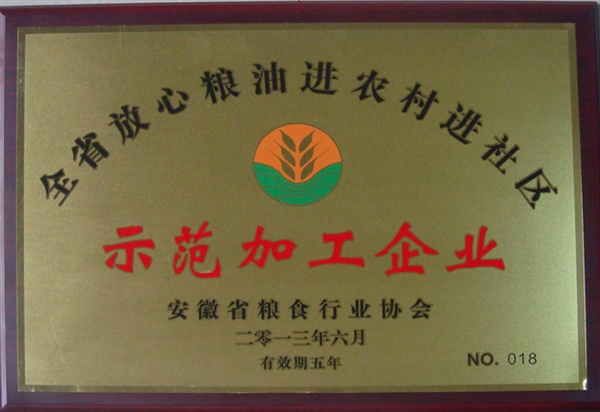 全省放心粮油进农村进社区
示范加工企业
安徽省粮食行业协会
二零一三年六月
有效期五年
NO. 018